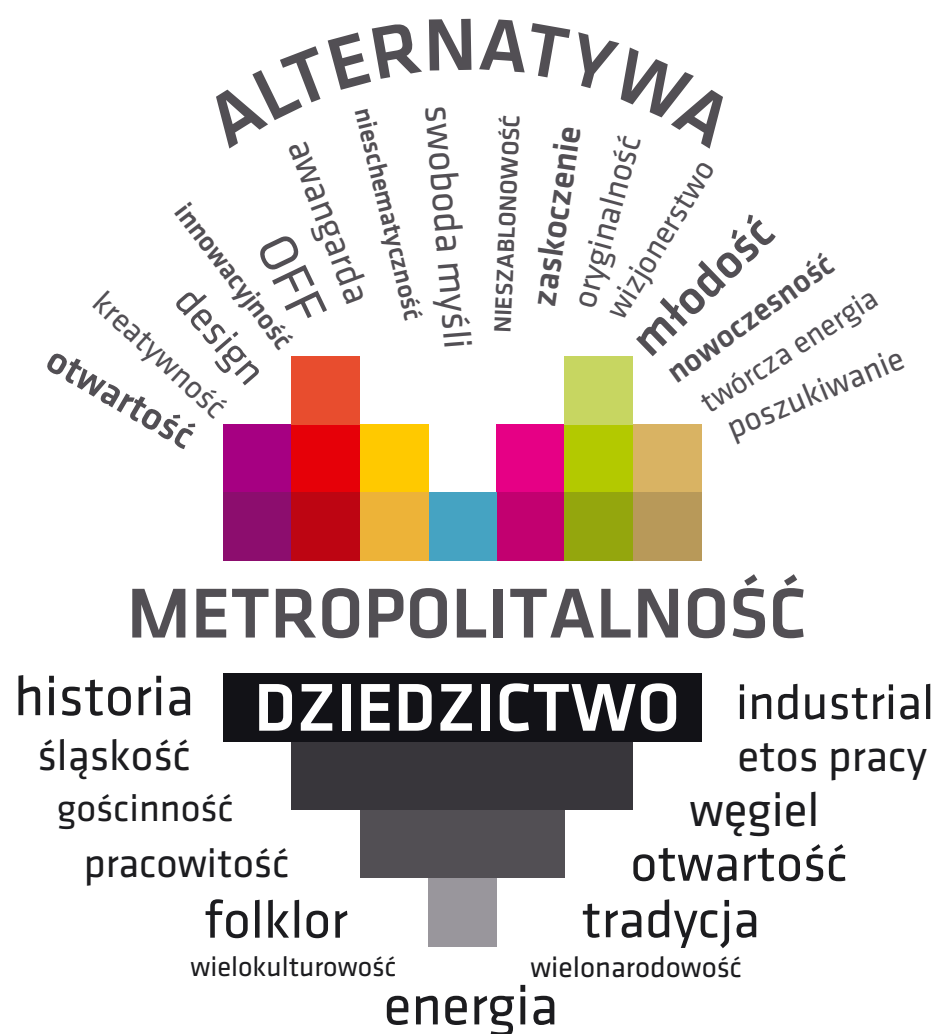 ALTERNATYWA
otwartość
kreatywność
design
innowacyjność
OFF
awangarda
nieschematyczność
swoboda myśli
NIESZABLONOWOŚĆ
zaskoczenie
oryginalność
wizjonerstwo
młodość
nowoczesność
twórcza energia
poszukiwanie
METROPOLITALNOŚĆ
DZIEDZICTWO
historia
śląskość
gościnność
pracowitość
folklor
wielokulturowość
energia
industrial
etos pracy
węgiel
otwartość
tradycja
wielonarodowość